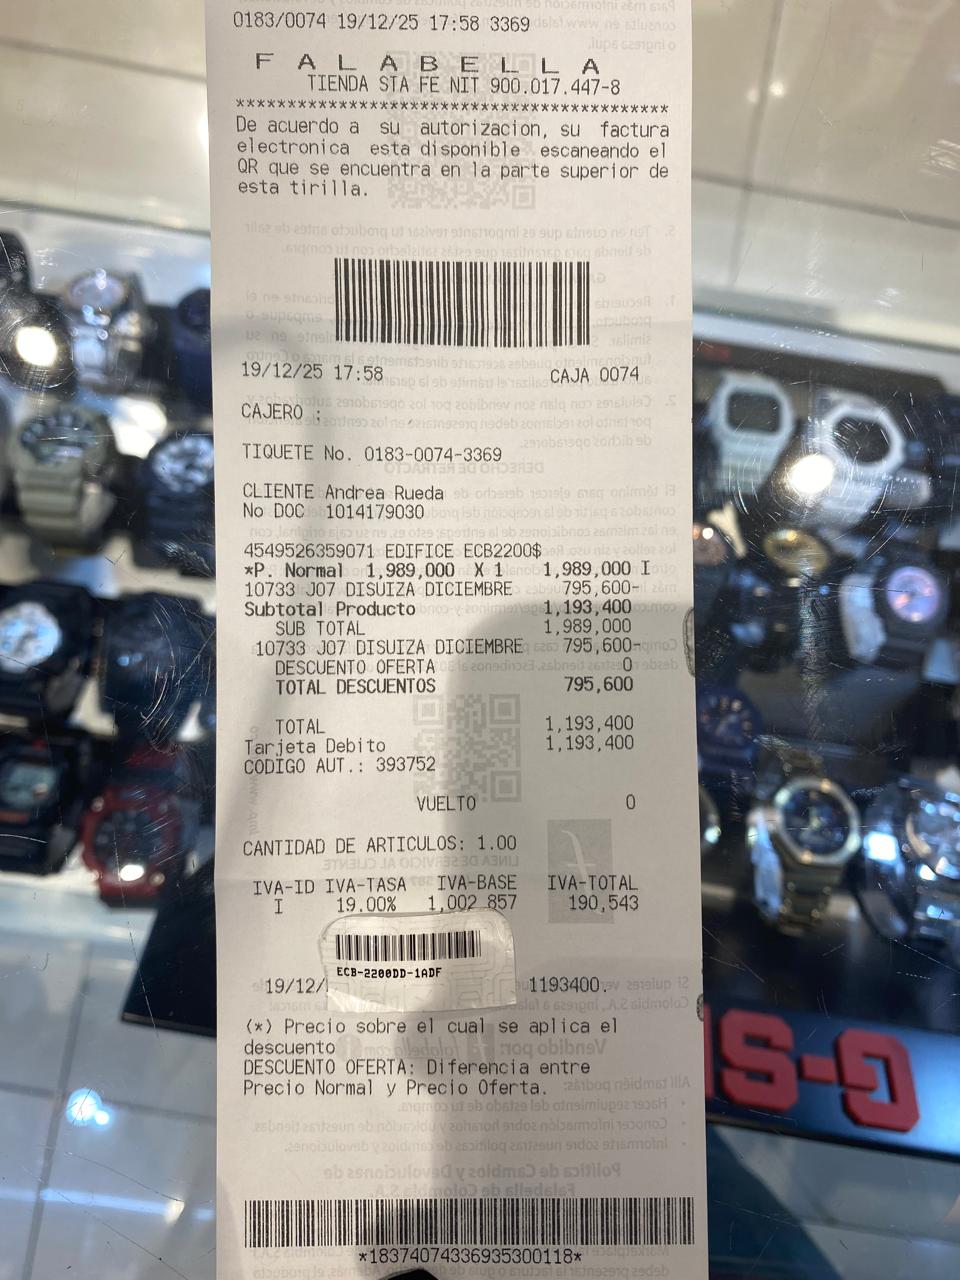 0183/0074 19/12/25 17:58 3369
F A L A B E L L A
TIENDA STA FE NIT 900.017.447-8
******************************************
De acuerdo a su autorizacion, su factura
electronica esta disponible escaneando el
QR que se encuentra en la parte superior de
esta tirilla.
19/12/25 17:58 CAJA 0074
CAJERO :
TIQUETE No. 0183-0074-3369
CLIENTE Andrea Rueda
No DOC 1014179030
4549526359071 EDIFICE ECB2200$
*P. Normal 1,989,000 X 1 1,989,000 I
10733 J07 DISUIZA DICIEMBRE 795,600-
Subtotal Producto 1,193,400
SUB TOTAL 1,989,000
10733 J07 DISUIZA DICIEMBRE 795,600-
DESCUENTO OFERTA 0
TOTAL DESCUENTOS 795,600
TOTAL 1,193,400
Tarjeta Debito 1,193,400
CODIGO AUT.: 393752
VUELTO 0
CANTIDAD DE ARTICULOS: 1.00
IVA-ID IVA-TASA IVA-BASE IVA-TOTAL
I 19.00% 1,002,857 190,543
ECB-2200DD-1ADF
19/12/ 1193400.
(*) Precio sobre el cual se aplica el
descuento
DESCUENTO OFERTA: Diferencia entre
Precio Normal y Precio Oferta.
*18374074336935300118*
G-S